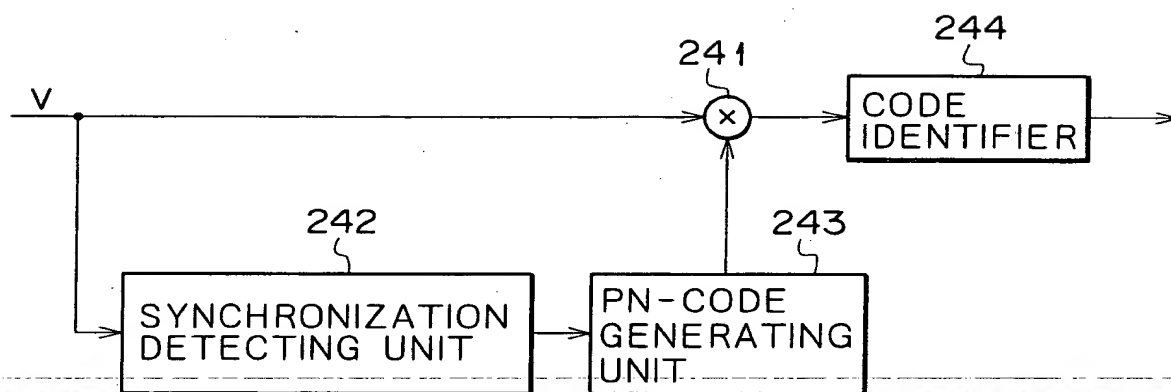 244
241
V
×
CODE
IDENTIFIER
242
243
SYNCHRONIZATION
DETECTING UNIT
PN-CODE
GENERATING
UNIT